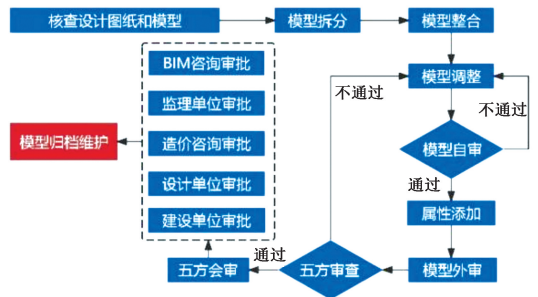 核查设计图纸和模型
模型拆分
模型整合
BIM咨询审批
模型调整
不通过
监理单位审批
不通过
模型归档维护
造价咨询审批
模型自审
设计单位审批
通过
属性添加
建设单位审批
通过
五方会审
五方审查
模型外审